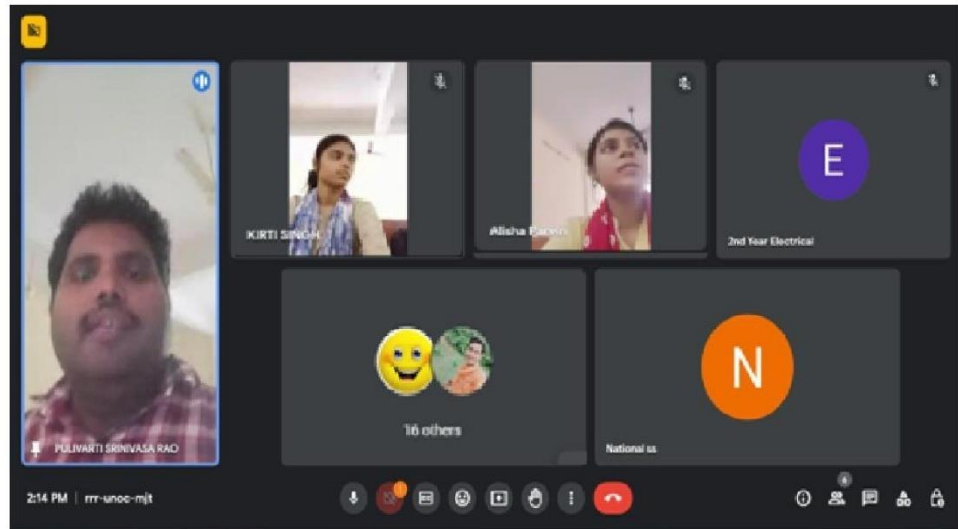 KIRTI SINGH
Alisha Parvin
E
2nd Year Electrical
PULIVARTI SRINIVASA RAO
16 others
N
National ss
2:14 PM | rrr-unoc-mjt